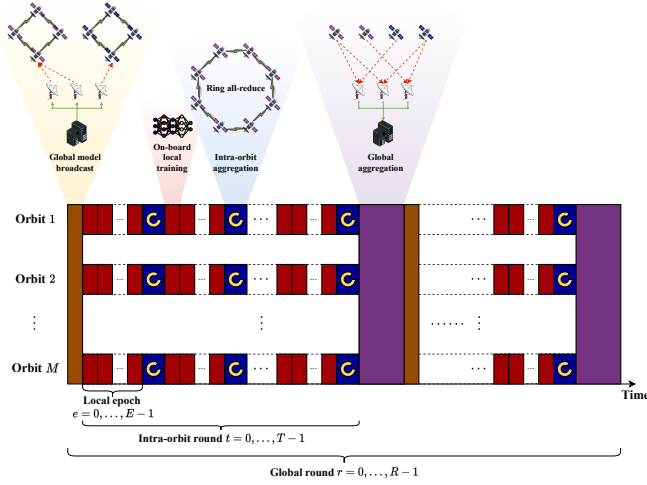 Ring all-reduce
Global model
broadcast
On-board
local
training
Intra-orbit
aggregation
Global
aggregation
Orbit 1
... ... ... ... ...
Orbit 2
... ... ... ... ...
⋮ ⋮ ...... ⋮
Orbit M
... ... ... ... ...
Time
Local epoch
e = 0, . . . , E − 1
Intra-orbit round t = 0, . . . , T − 1
Global round r = 0, . . . , R − 1